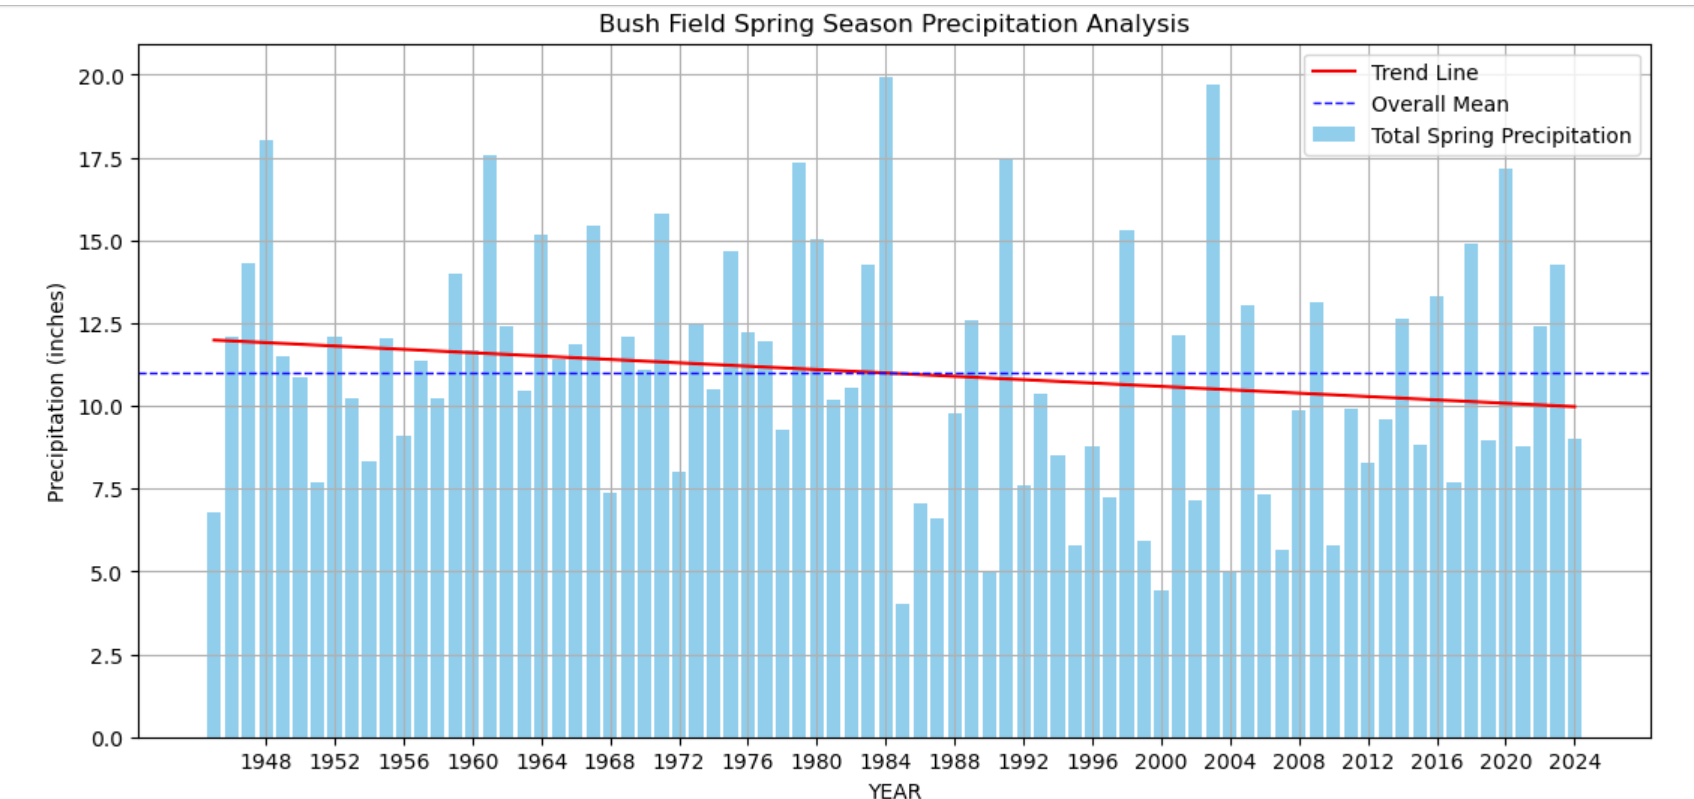 Bush Field Spring Season Precipitation Analysis
Trend Line
Overall Mean
Total Spring Precipitation
Precipitation (inches)
20.0
17.5
15.0
12.5
10.0
7.5
5.0
2.5
0.0
1948 1952 1956 1960 1964 1968 1972 1976 1980 1984 1988 1992 1996 2000 2004 2008 2012 2016 2020 2024
YEAR